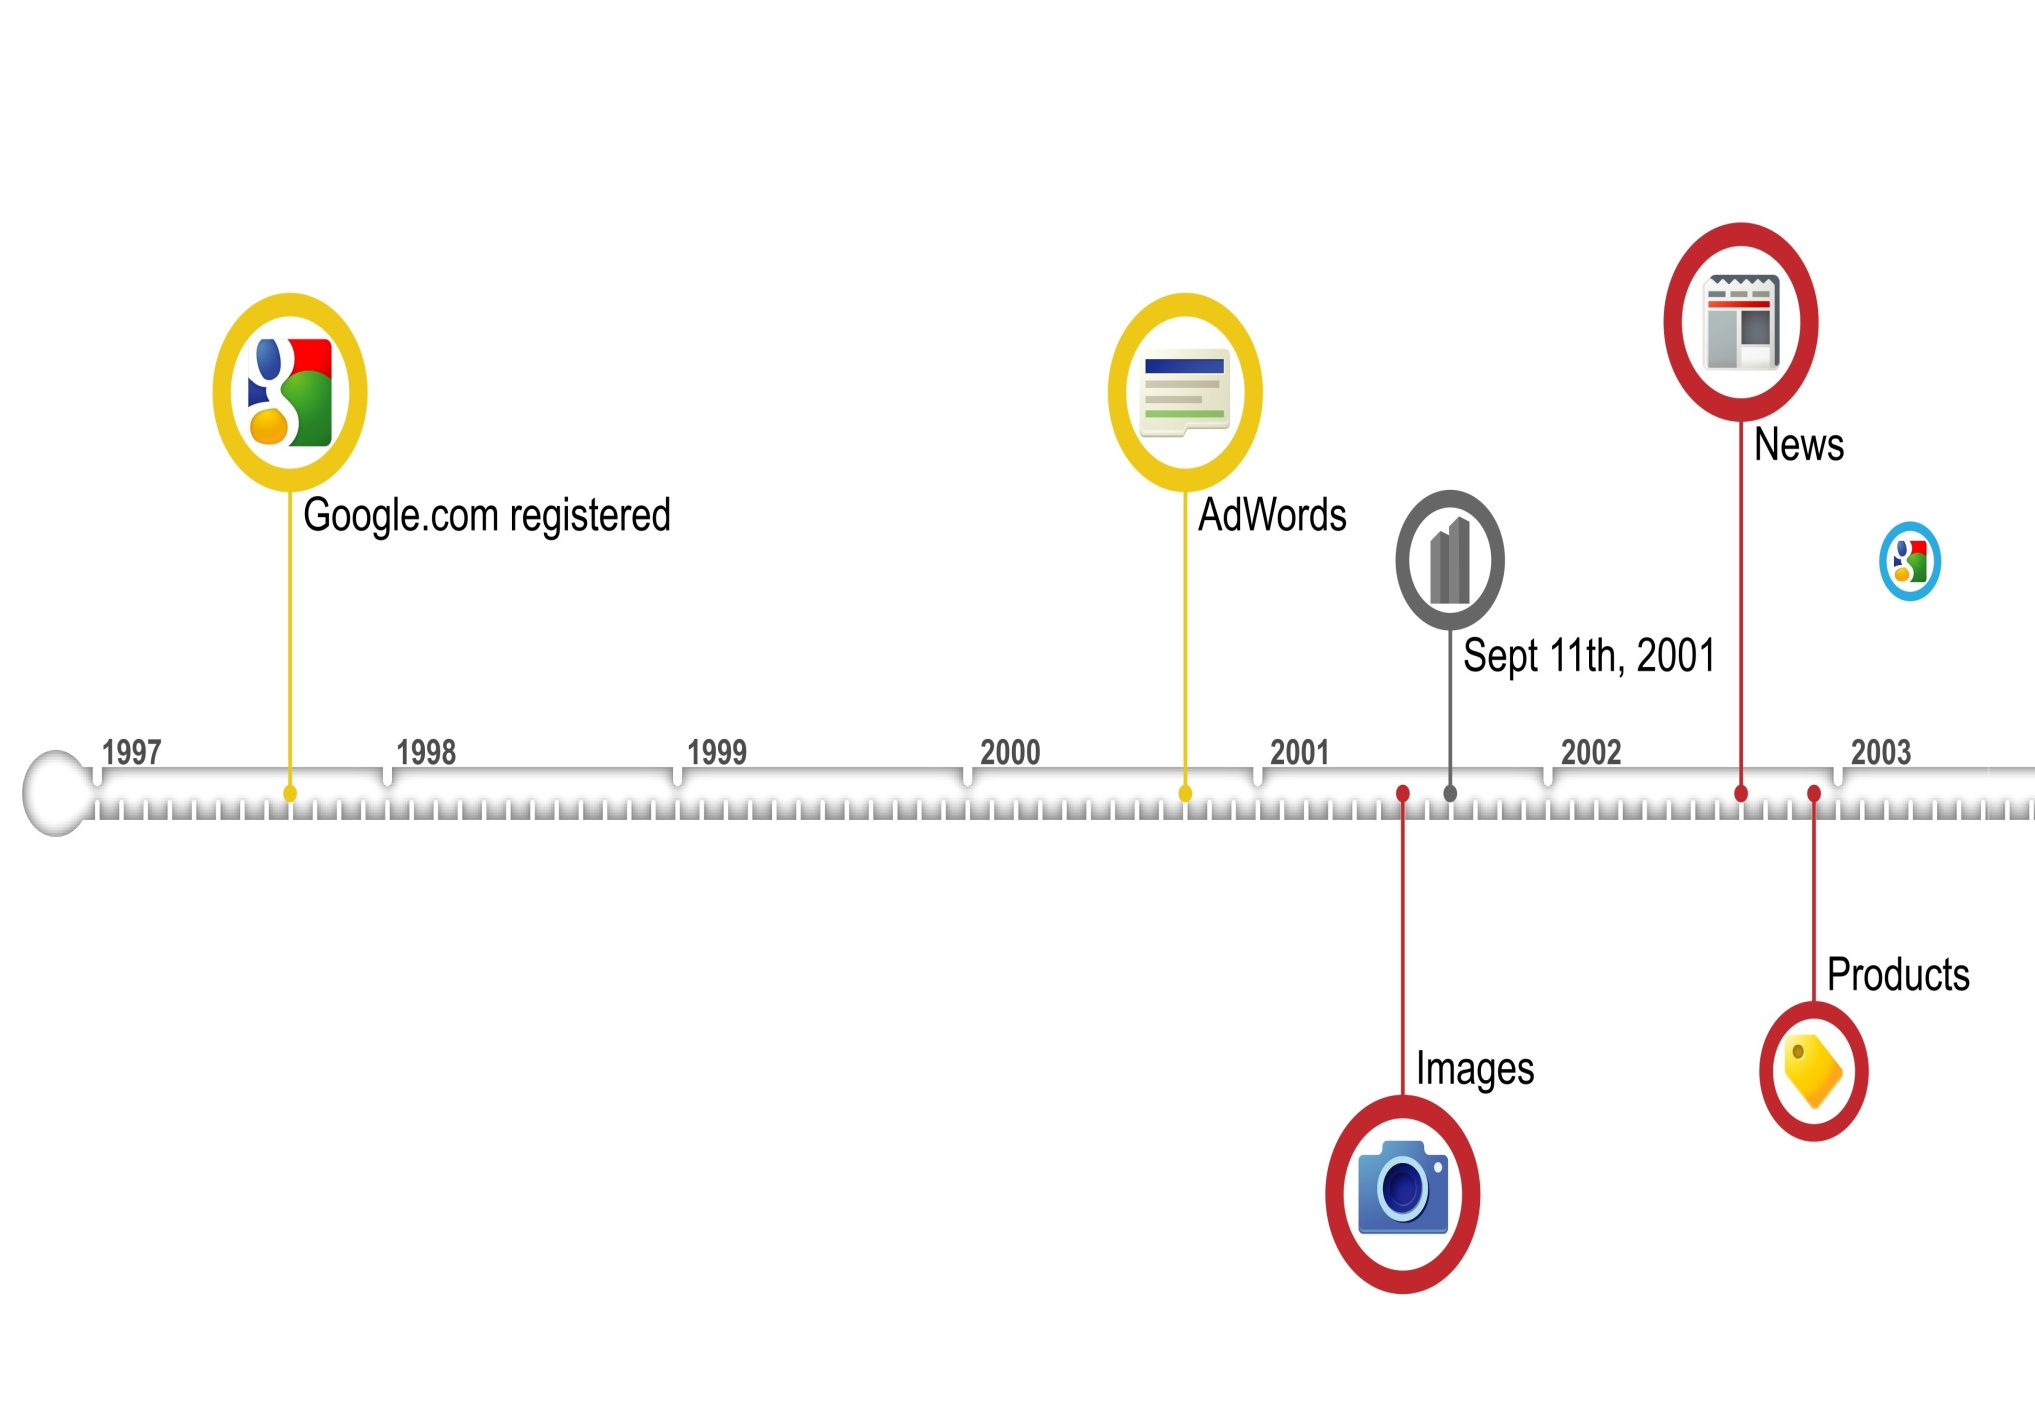 News
Google.com registered
AdWords
Sept 11th, 2001
1997
1998
1999
2000
2001
2002
2003
Products
Images